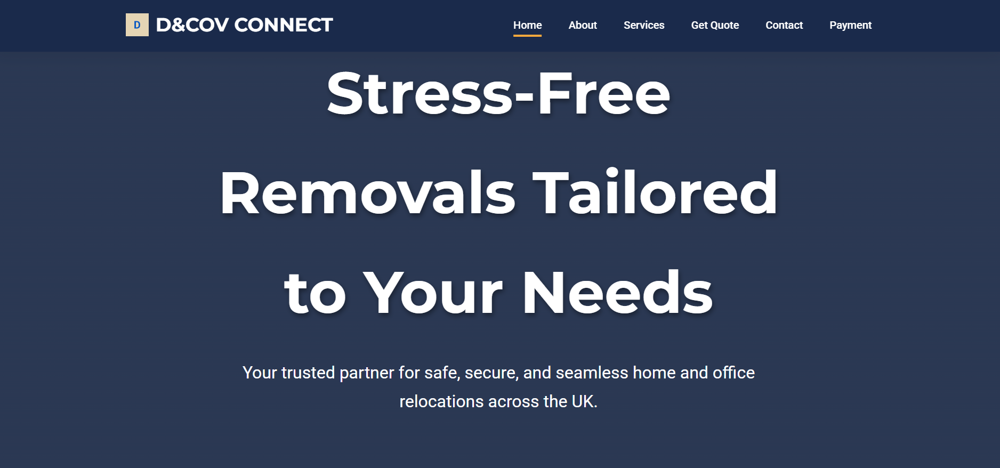 D
D&COV CONNECT
Home
About
Services
Get Quote
Contact
Payment
Stress-Free
Removals Tailored
to Your Needs
Your trusted partner for safe, secure, and seamless home and office
relocations across the UK.